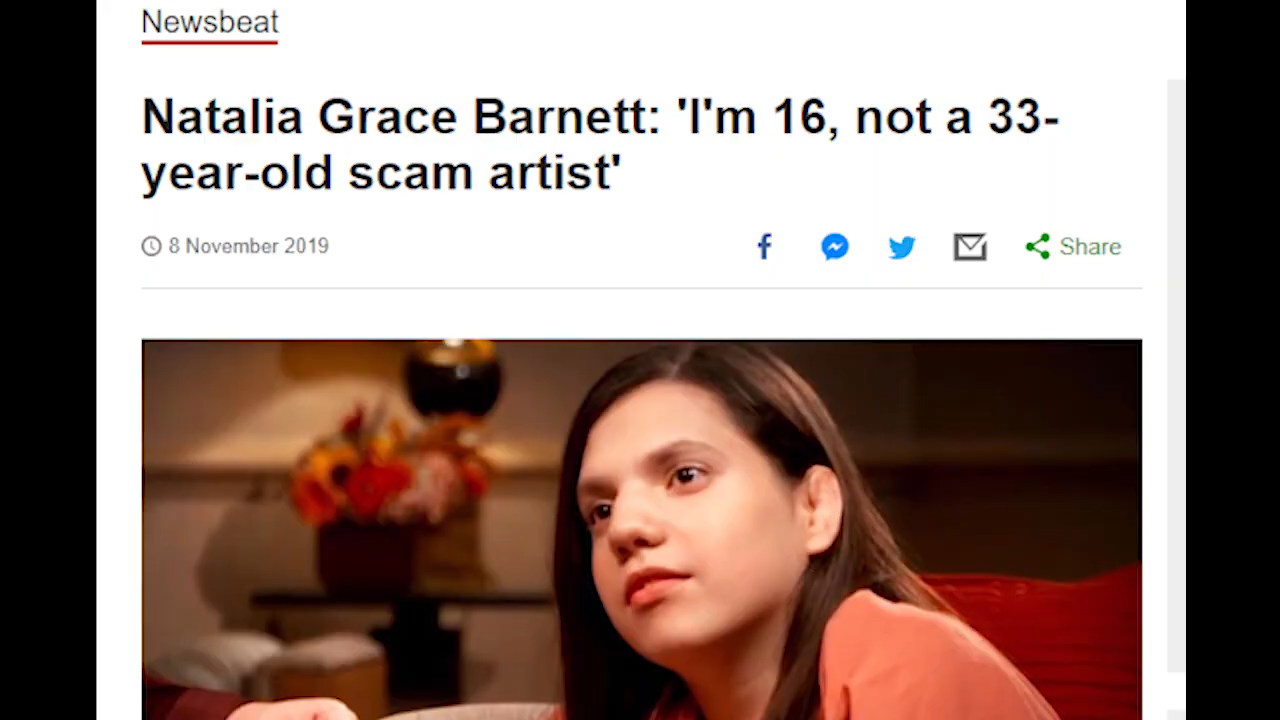 Newsbeat
Natalia Grace Barnett: 'I'm 16, not a 33-
year-old scam artist'
8 November 2019
Share